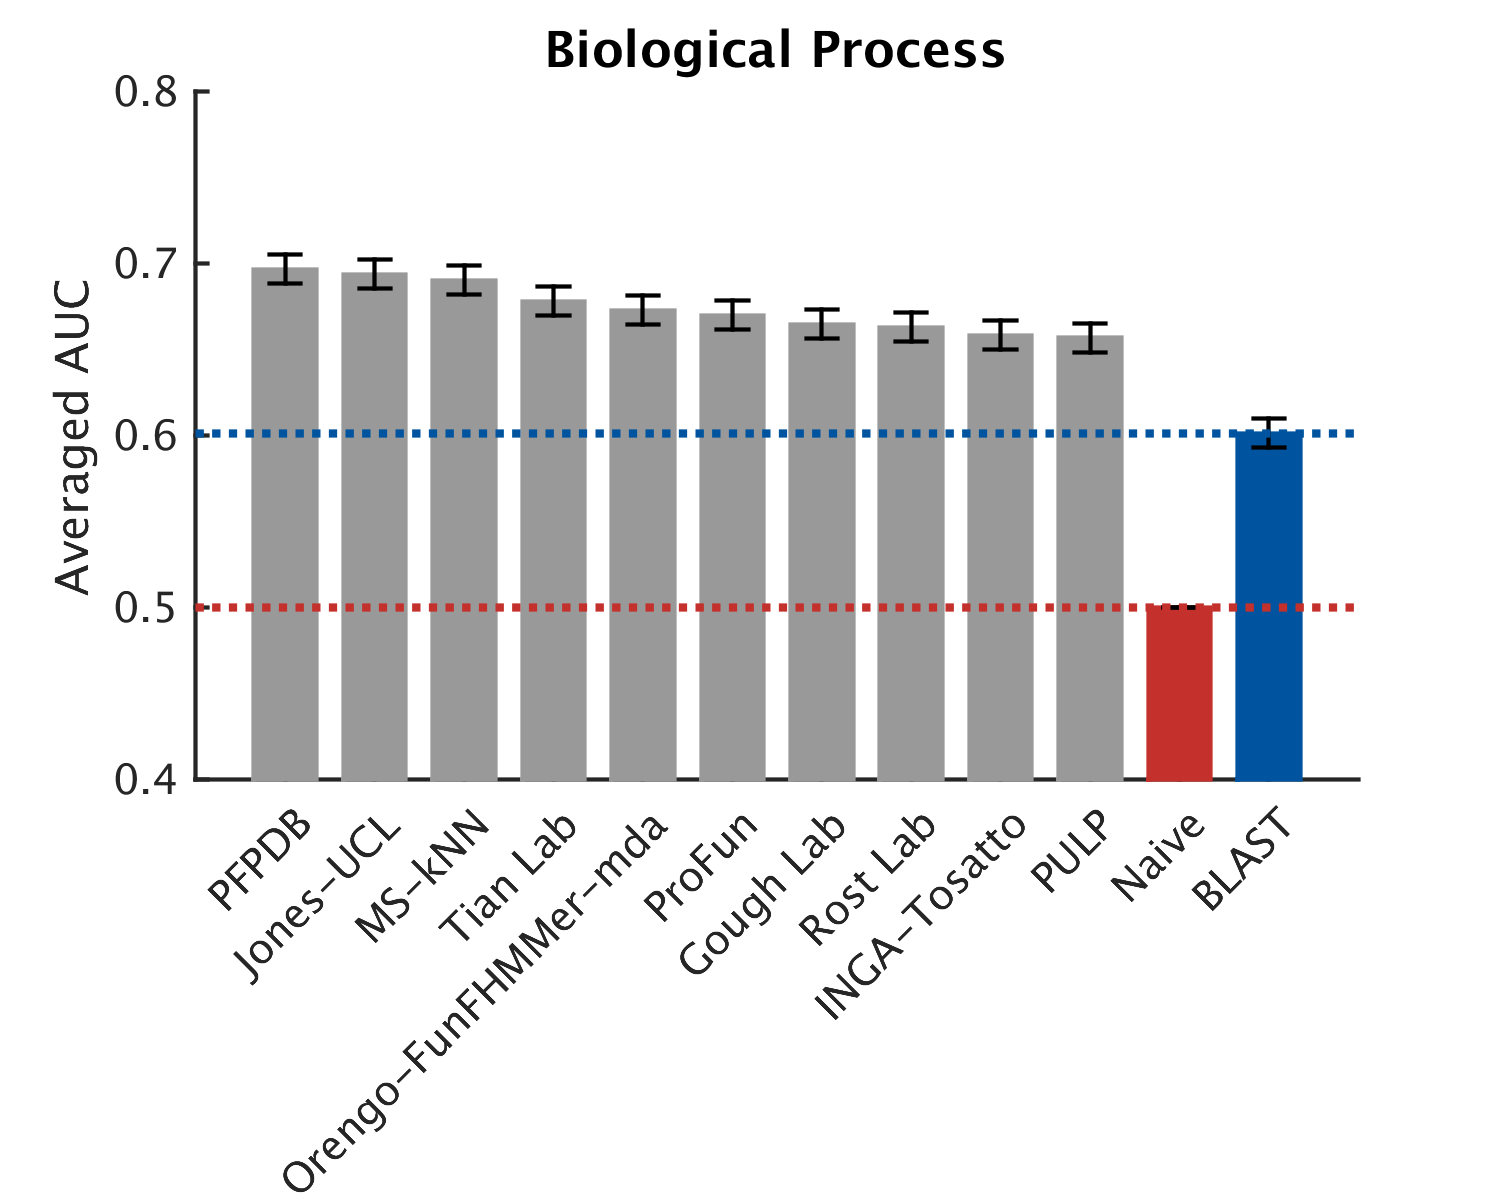 Biological Process
Averaged AUC
0.8
0.7
0.6
0.5
0.4
PFPDB
Jones-UCL
MS-kNN
Tian Lab
Orengo-FunFHMMer-mda
ProFun
Gough Lab
Rost Lab
INGA-Tosatto
PULP
Naive
BLAST